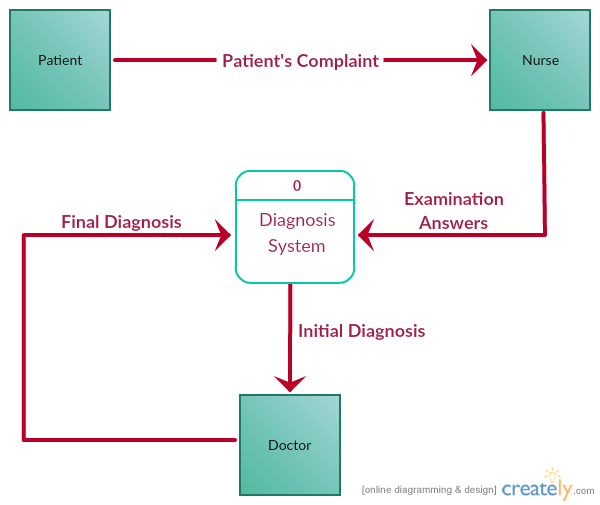 Patient
Patient's Complaint
Nurse
0
Diagnosis
System
Final Diagnosis
Examination
Answers
Initial Diagnosis
Doctor
[online diagramming & design] creately.com